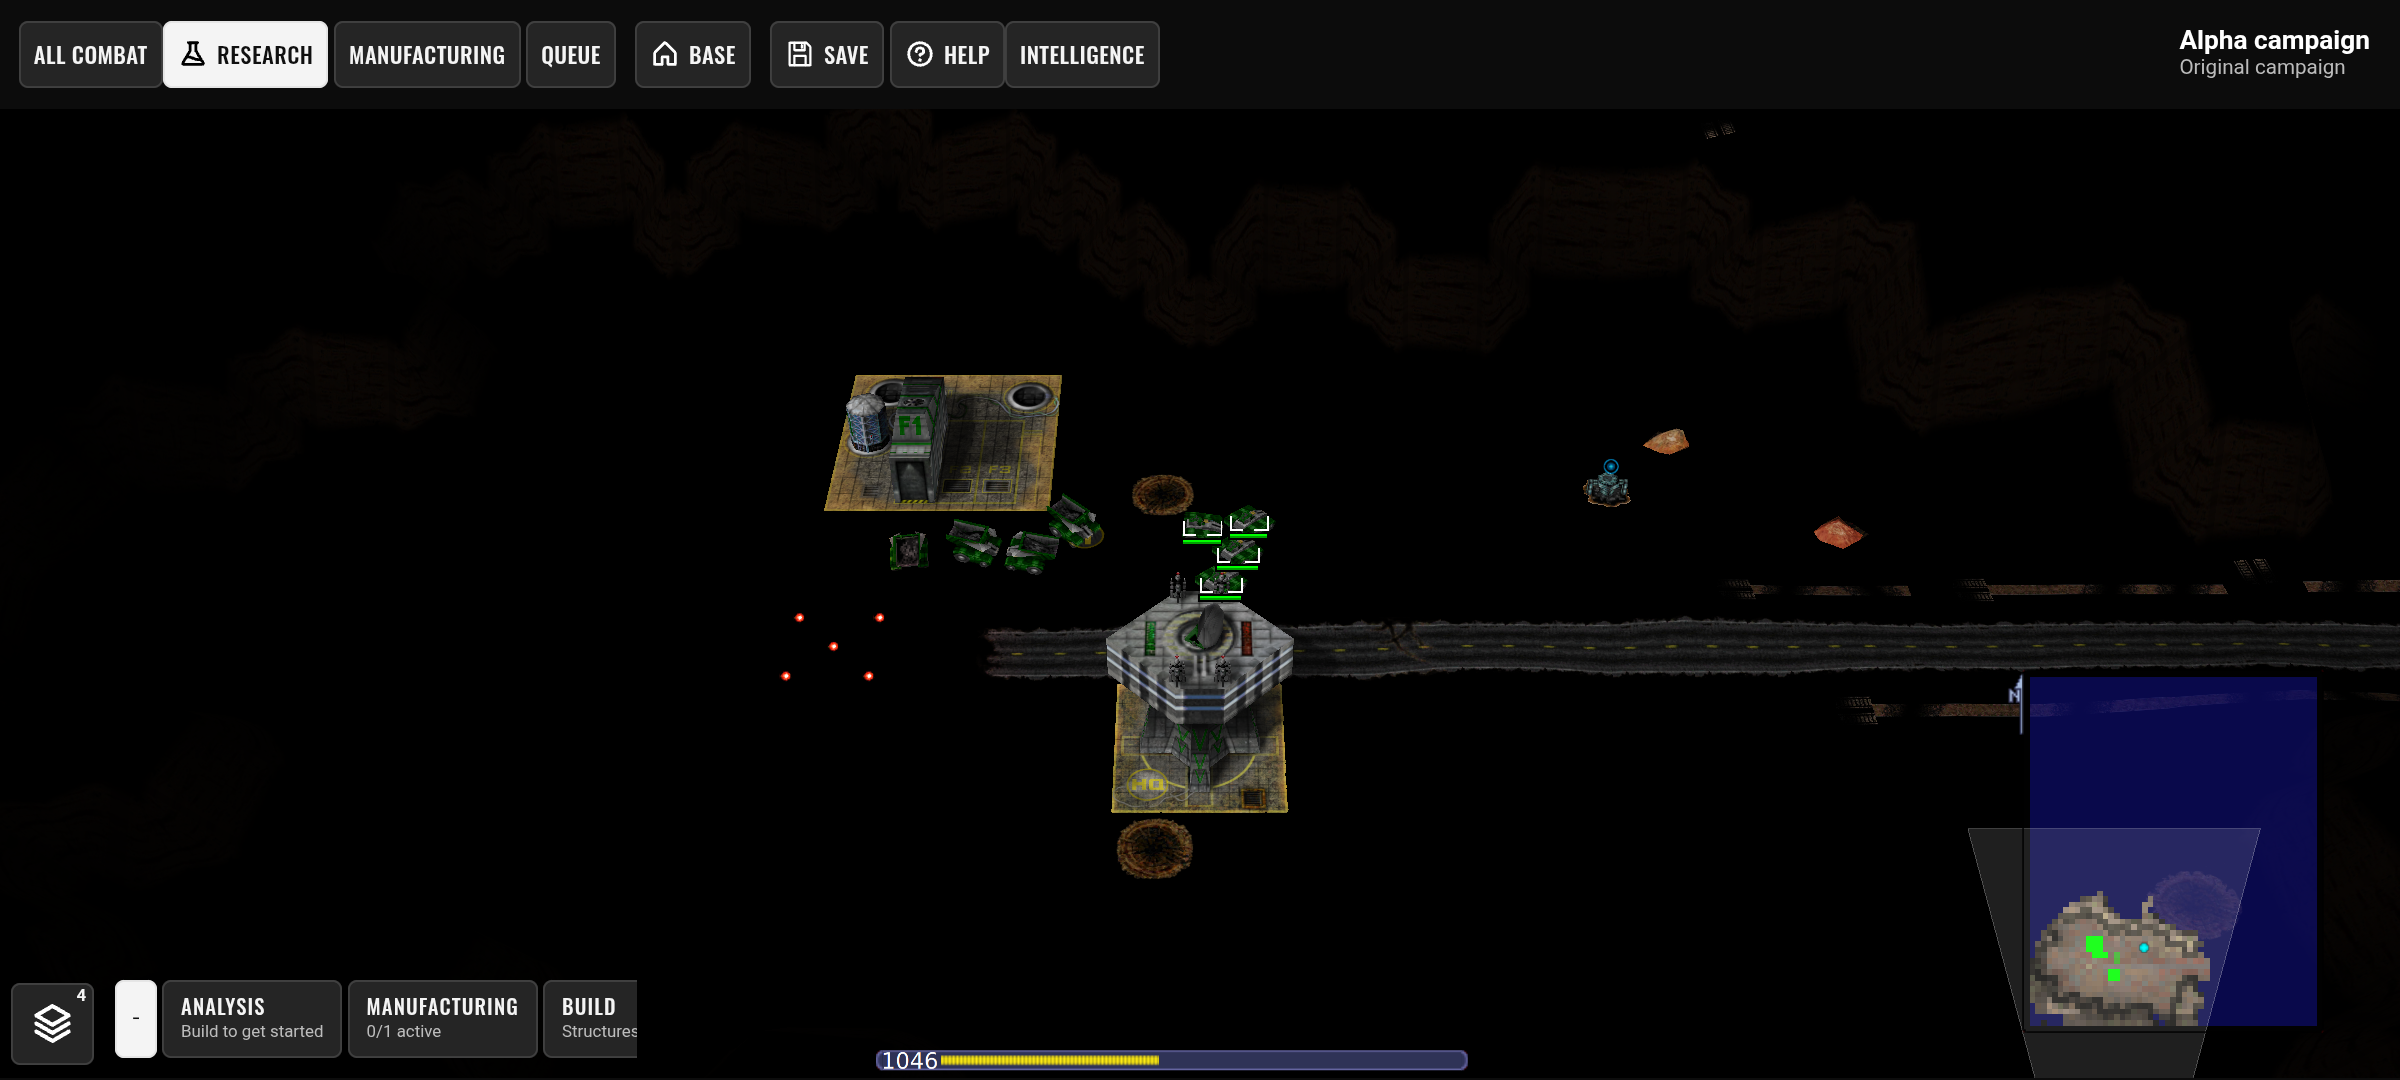 ALL COMBAT
RESEARCH
MANUFACTURING
QUEUE
BASE
SAVE
HELP
INTELLIGENCE
Alpha campaign
Original campaign
F1
F3
HQ
N
4
-
ANALYSIS
Build to get started
MANUFACTURING
0/1 active
BUILD
Structures
1046